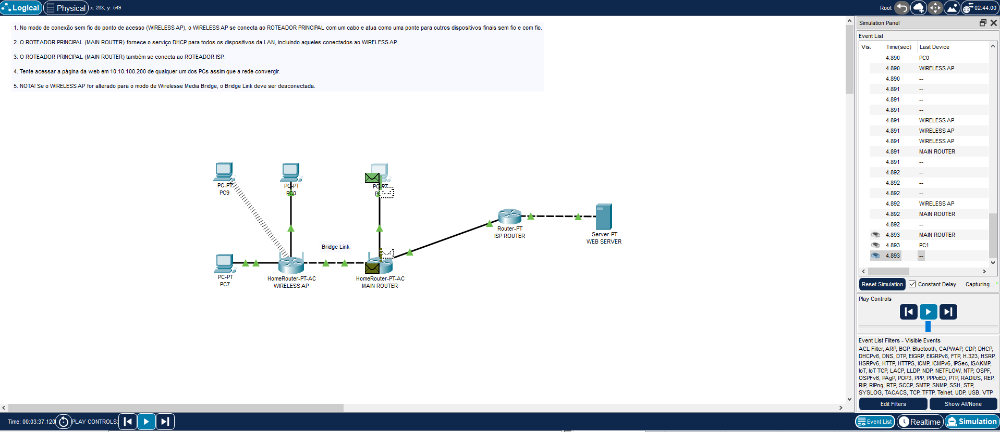 Logical
Physical
x: 263, y: 549
Root
02:44:00
1. No modo de conexão sem fio do ponto de acesso (WIRELESS AP), o WIRELESS AP se conecta ao ROTEADOR PRINCIPAL com um cabo e atua como uma ponte para outros dispositivos finais sem fio e com fio.
2. O ROTEADOR PRINCIPAL (MAIN ROUTER) fornece o serviço DHCP para todos os dispositivos da LAN, incluindo aqueles conectados ao WIRELESS AP.
3. O ROTEADOR PRINCIPAL (MAIN ROUTER) também se conecta ao ROTEADOR ISP.
4. Tente acessar a página da web em 10.10.100.200 de qualquer um dos PCs assim que a rede convergir.
5. NOTA! Se o WIRELESS AP for alterado para o modo de Wirelesse Media Bridge, o Bridge Link deve ser desconectada.
PC-PT
PC9
PC-PT
PC0
PC-PT
Router-PT
ISP ROUTER
Server-PT
WEB SERVER
Bridge Link
PC-PT
PC7
HomeRouter-PT-AC
WIRELESS AP
HomeRouter-PT-AC
MAIN ROUTER
Simulation Panel
Event List
Vis. Time(sec) Last Device
4.890 PC0
4.890 WIRELESS AP
4.890 --
4.891 --
4.891 --
4.891 --
4.891 WIRELESS AP
4.891 WIRELESS AP
4.891 WIRELESS AP
4.891 MAIN ROUTER
4.891 --
4.892 --
4.892 --
4.892 --
4.892 WIRELESS AP
4.892 MAIN ROUTER
4.892 --
4.893 MAIN ROUTER
4.893 PC1
4.893 --
Reset Simulation
Constant Delay
Capturing... *
Play Controls
Event List Filters - Visible Events
ACL Filter, ARP, BGP, Bluetooth, CAPWAP, CDP, DHCP,
DHCPv6, DNS, DTP, EIGRP, EIGRPv6, FTP, H.323, HSRP,
HSRPv6, HTTP, HTTPS, ICMP, ICMPv6, IPSec, ISAKMP,
IoT, IoT TCP, LACP, LLDP, NDP, NETFLOW, NTP, OSPF,
OSPFv6, PAgP, POP3, PPP, PPPoED, PTP, RADIUS, REP,
RIP, RIPng, RTP, SCCP, SMTP, SNMP, SSH, STP,
SYSLOG, TACACS, TCP, TFTP, Telnet, UDP, USB, VTP
Edit Filters
Show All/None
Time: 00:03:37.120
PLAY CONTROLS:
Event List
Realtime
Simulation